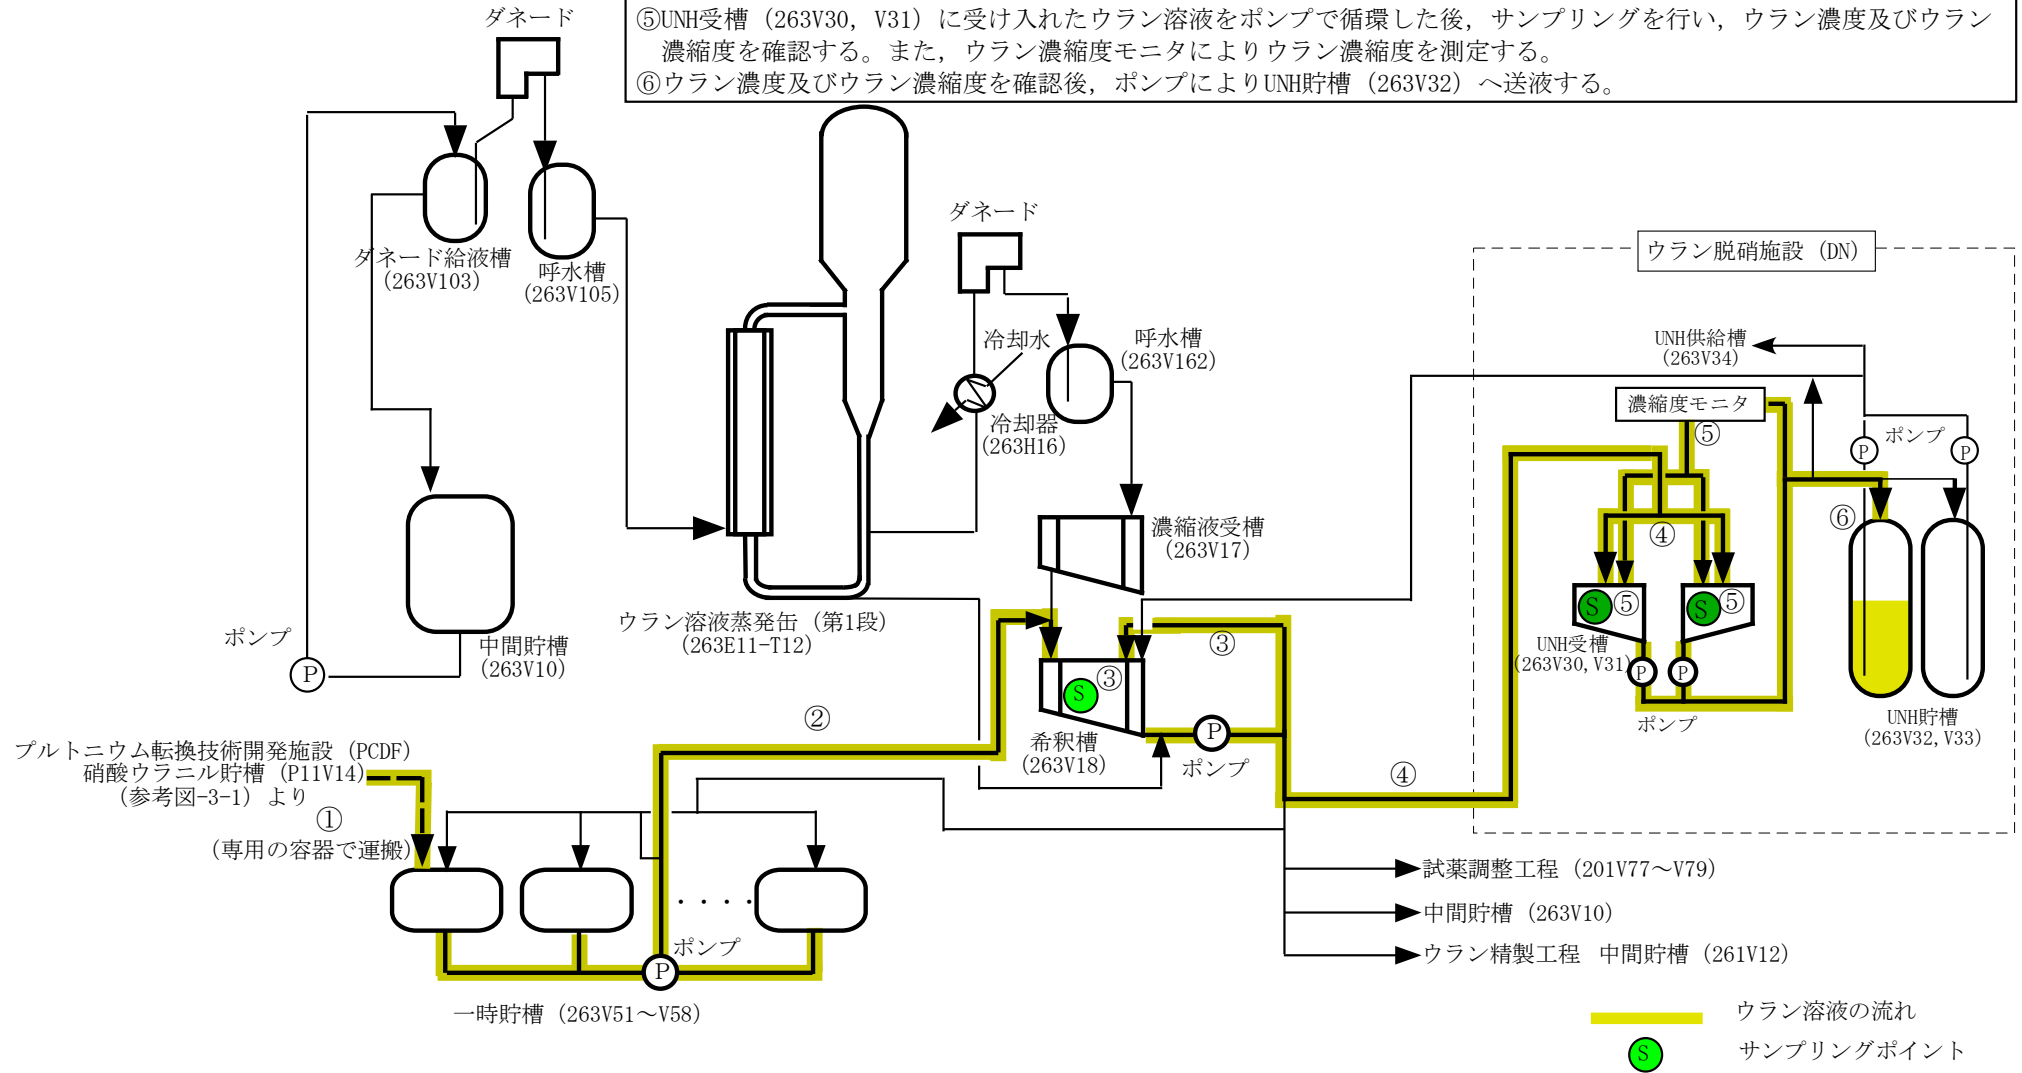 ⑤UNH受槽（263V30, V31）に受け入れたウラン溶液をポンプで循環した後，サンプリングを行い，ウラン濃度及びウラン
濃縮度を確認する。また，ウラン濃縮度モニタによりウラン濃縮度を測定する。
⑥ウラン濃度及びウラン濃縮度を確認後，ポンプによりUNH貯槽（263V32）へ送液する。
ダネード
ダネード給液槽
(263V103)
呼水槽
(263V105)
ダネード
冷却水
呼水槽
(263V162)
冷却器
(263H16)
濃縮液受槽
(263V17)
ウラン溶液蒸発缶（第1段）
(263E11-T12)
ポンプ
P
中間貯槽
(263V10)
ウラン脱硝施設（DN）
UNH供給槽
(263V34)
濃縮度モニタ
⑤
ポンプ
P
P
⑥
④
S
⑤
S
⑤
UNH受槽
(263V30, V31)
P
P
ポンプ
UNH貯槽
(263V32, V33)
③
S
③
希釈槽
(263V18)
P
ポンプ
②
④
プルトニウム転換技術開発施設（PCDF）
硝酸ウラニル貯槽（P11V14）
（参考図-3-1）より
①
（専用の容器で運搬）
・・・・
ポンプ
P
一時貯槽（263V51～V58）
試薬調整工程（201V77～V79）
中間貯槽（263V10）
ウラン精製工程　中間貯槽（261V12）
ウラン溶液の流れ
S
サンプリングポイント